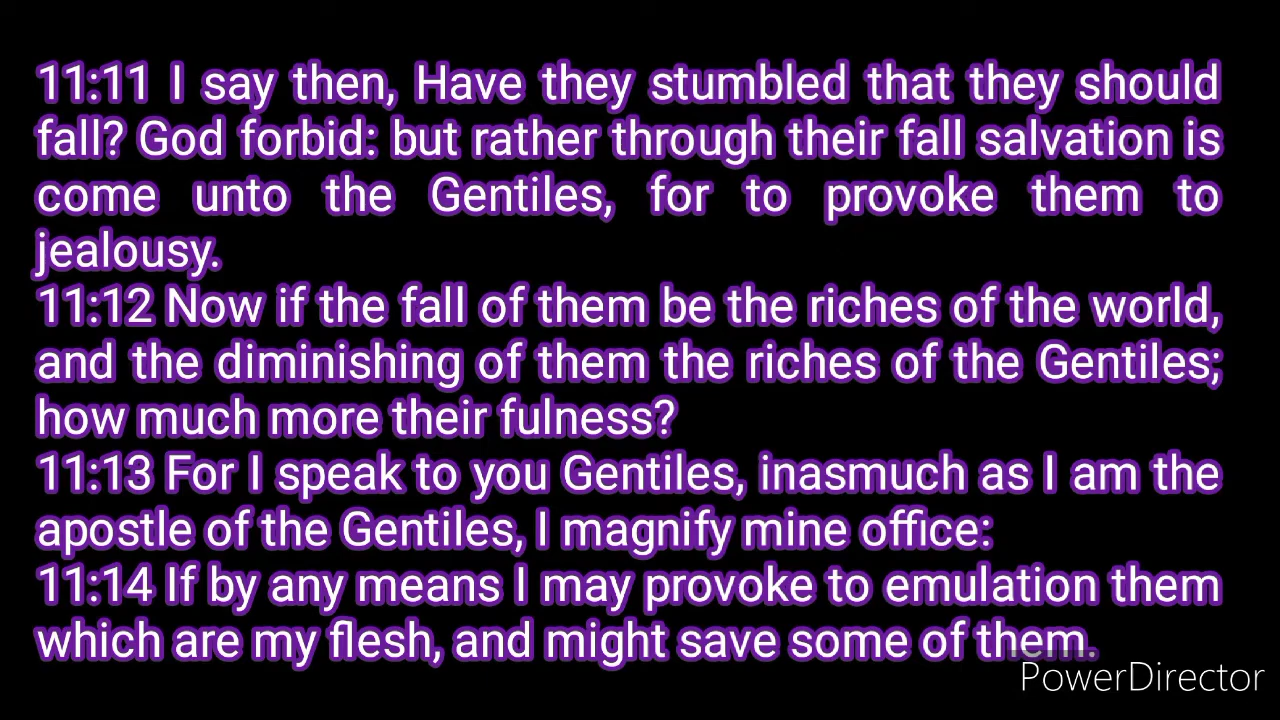 11:11 I say then, Have they stumbled that they should
fall? God forbid: but rather through their fall salvation is
come unto the Gentiles, for to provoke them to
jealousy.
11:12 Now if the fall of them be the riches of the world,
and the diminishing of them the riches of the Gentiles;
how much more their fulness?
11:13 For I speak to you Gentiles, inasmuch as I am the
apostle of the Gentiles, I magnify mine office:
11:14 If by any means I may provoke to emulation them
which are my flesh, and might save some of them.
PowerDirector